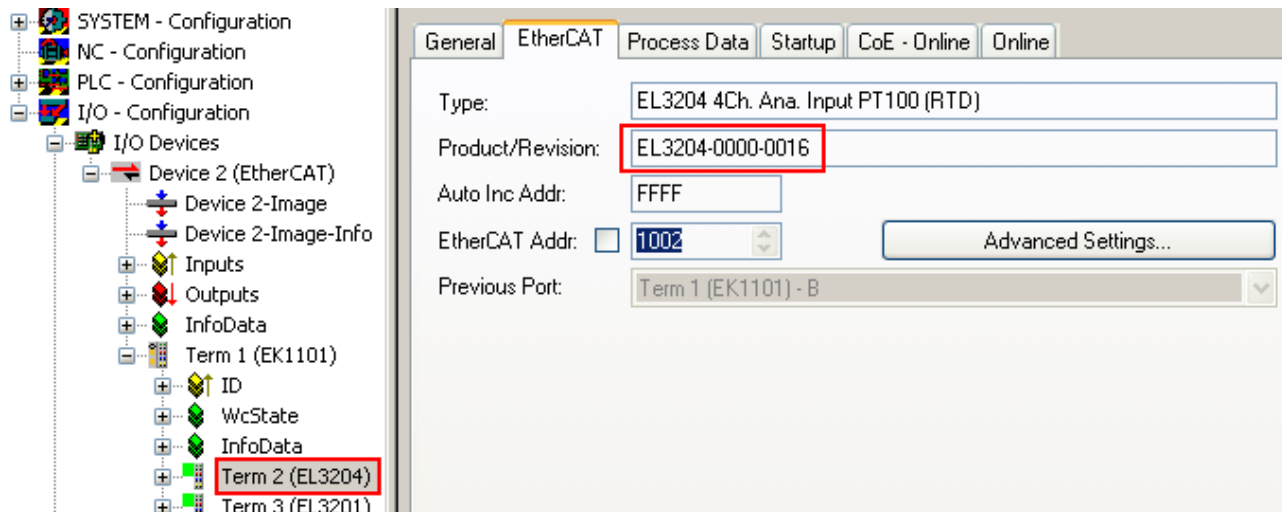 SYSTEM - Configuration
NC - Configuration
PLC - Configuration
I/O - Configuration
I/O Devices
Device 2 (EtherCAT)
Device 2-Image
Device 2-Image-Info
Inputs
Outputs
InfoData
Term 1 (EK1101)
ID
WcState
InfoData
Term 2 (EL3204)
Term 3 (EL3201)
General EtherCAT Process Data Startup CoE - Online Online
Type: EL3204 4Ch. Ana. Input PT100 (RTD)
Product/Revision: EL3204-0000-0016
Auto Inc Addr: FFFF
EtherCAT Addr: 1002 Advanced Settings...
Previous Port: Term 1 (EK1101) - B